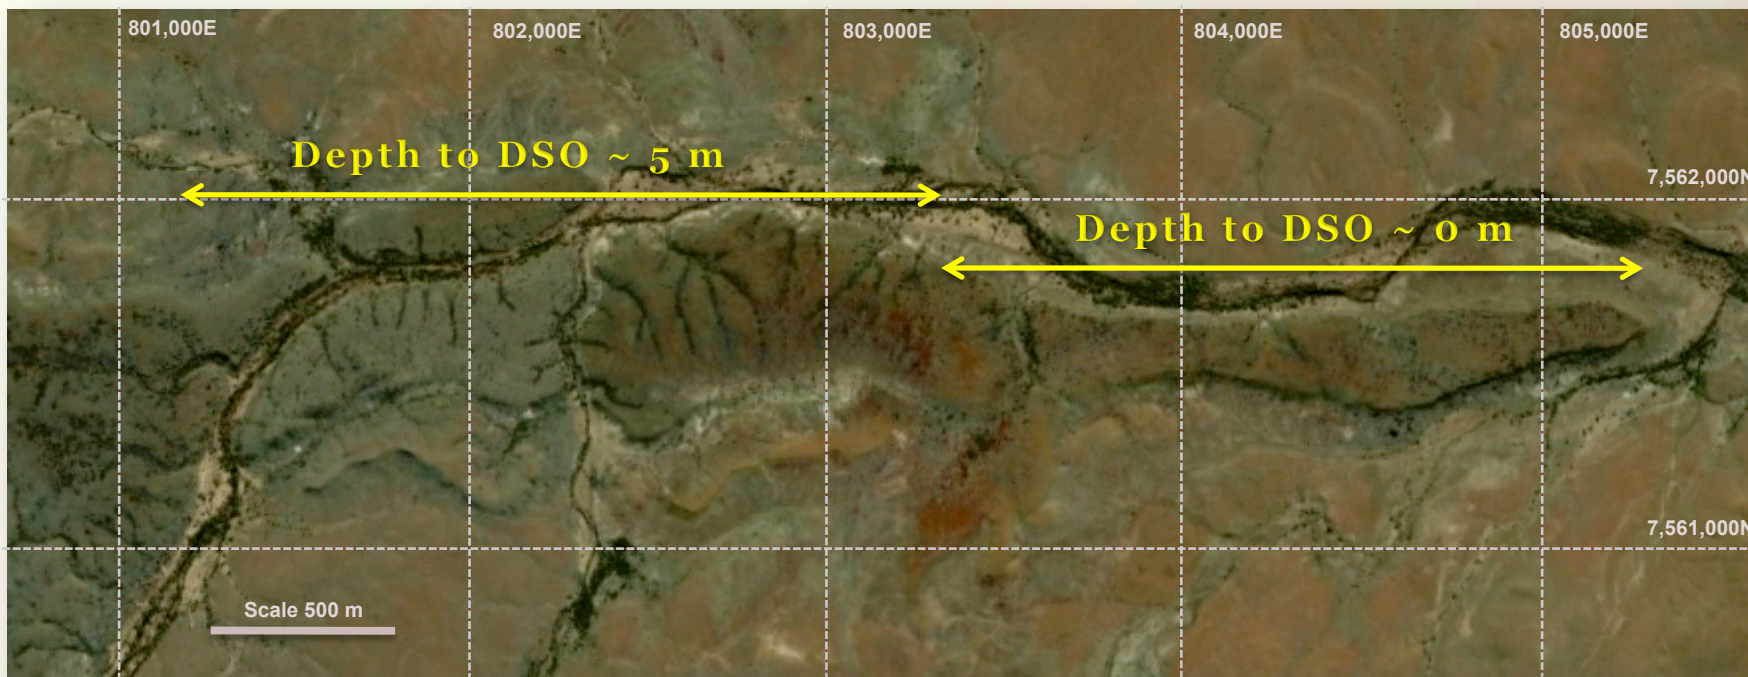 801,000E
802,000E
803,000E
804,000E
805,000E
Depth to DSO ~ 5 m
7,562,000N
Depth to DSO ~ 0 m
7,561,000N
Scale 500 m